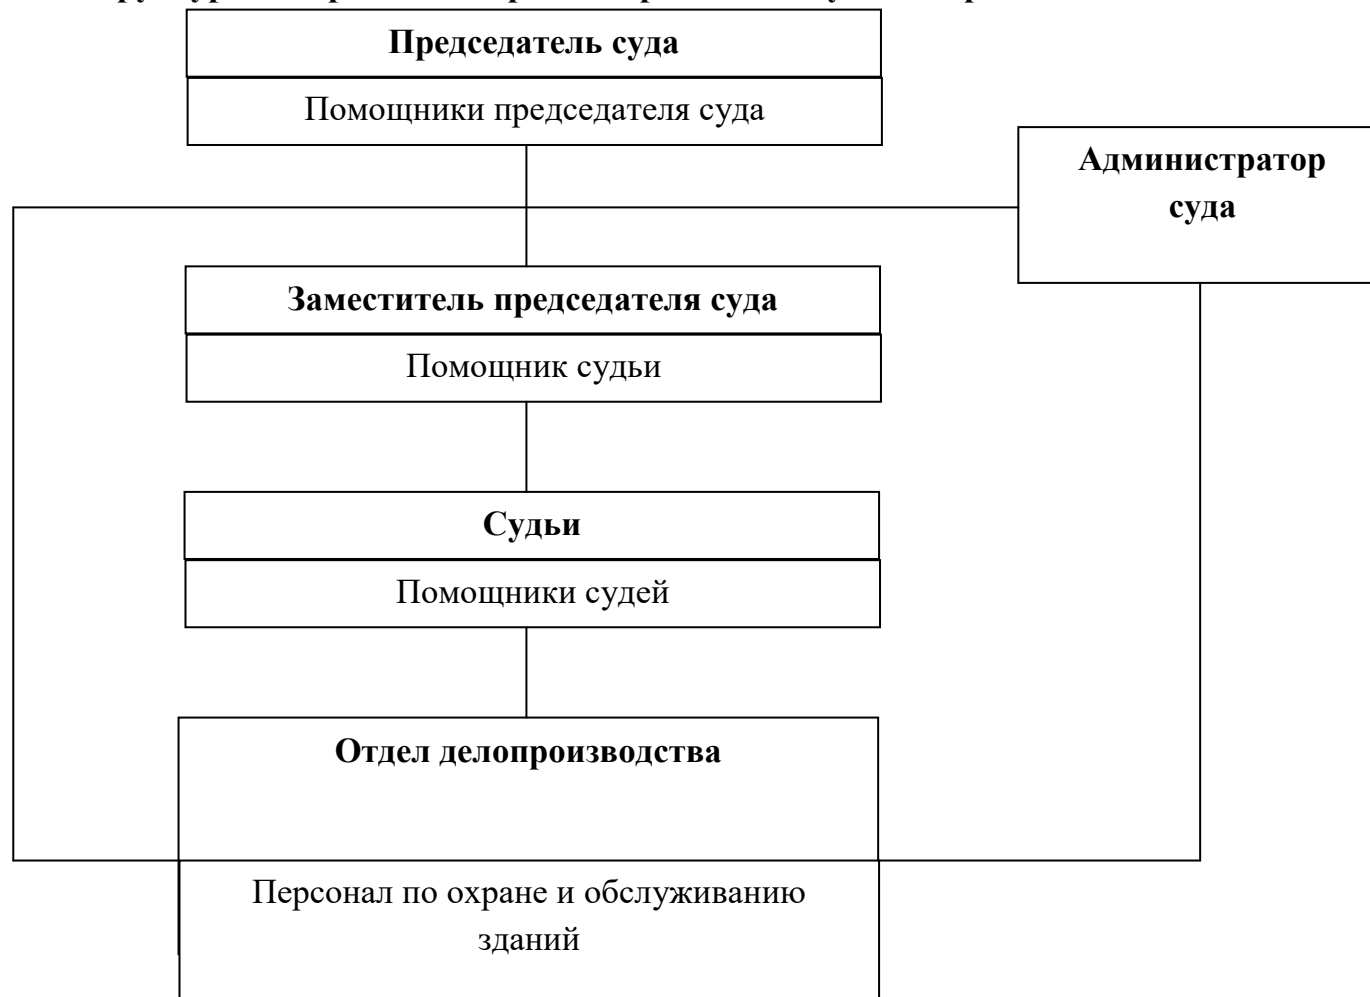 Председатель суда
Помощники председателя суда
Администратор
суда
Заместитель председателя суда
Помощник судьи
Судьи
Помощники судей
Отдел делопроизводства
Персонал по охране и обслуживанию
зданий